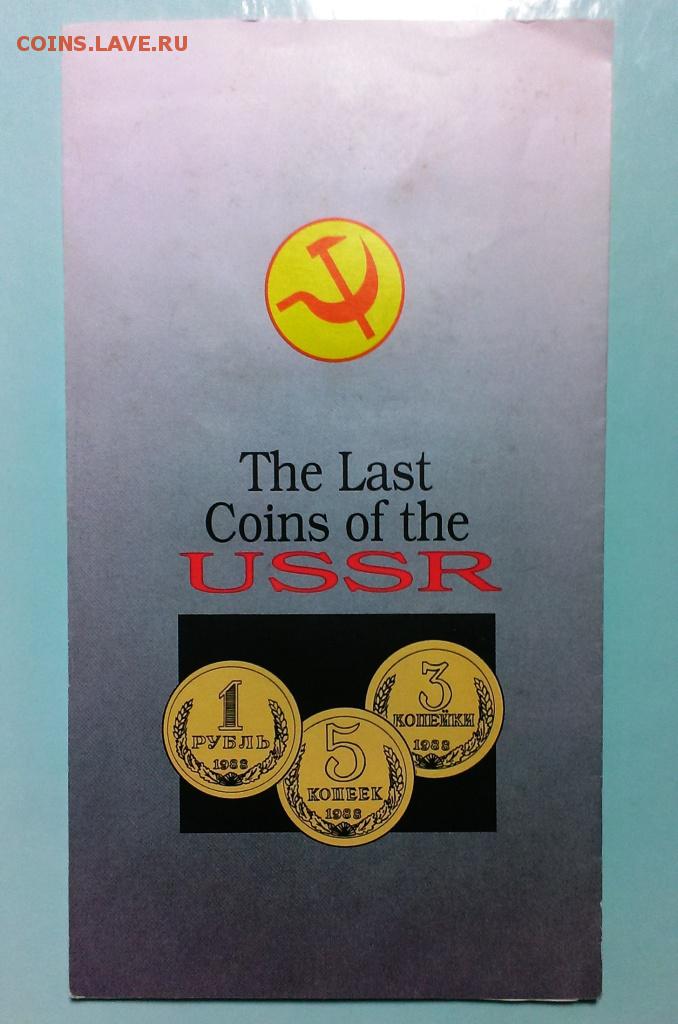 COINS.LAVE.RU
The Last
Coins of the
USSR
1
РУБЛЬ
1988
5
КОПЕЕК
1988
3
КОПЕЙКИ
1988